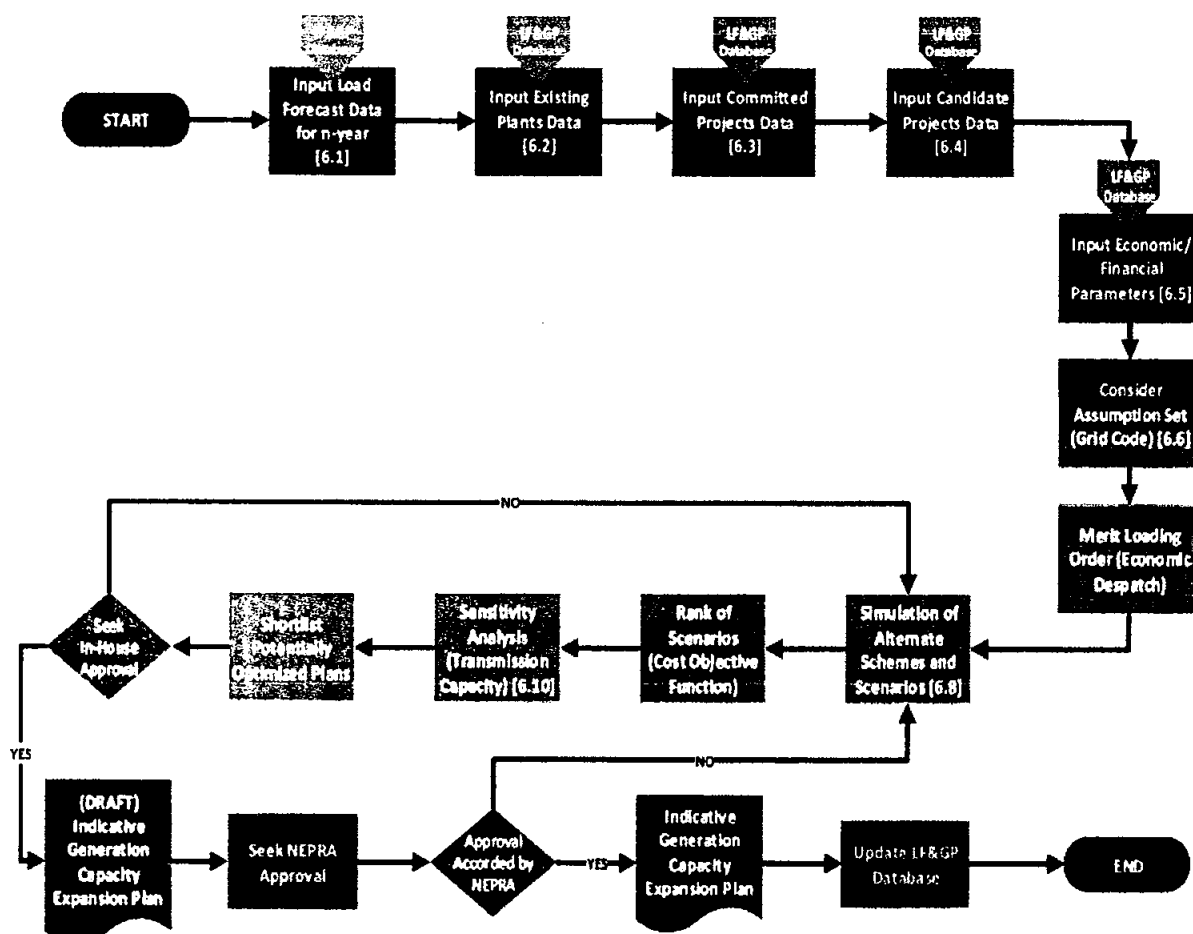 LF&GP
Database
LF&GP
Database
LF&GP
Database
LF&GP
Database
START
Input Load
Forecast Data
for n-year
[6.1]
Input Existing
Plants Data
[6.2]
Input Committed
Projects Data
[6.3]
Input Candidate
Projects Data
[6.4]
LF&GP
Database
Input Economic/
Financial
Parameters [6.5]
Consider
Assumption Set
(Grid Code) [6.6]
Merit Loading
Order (Economic
Despatch)
NO
Seek
In-House
Approval
Shortlist
Potentially
Optimized Plans
Sensitivity
Analysis
(Transmission
Capacity) [6.10]
Rank of
Scenarios
(Cost Objective
Function)
Simulation of
Alternate
Schemes and
Scenarios [6.8]
YES
NO
(DRAFT)
Indicative
Generation
Capacity
Expansion Plan
Seek NEPRA
Approval
Approval
Accorded by
NEPRA
YES
Indicative
Generation
Capacity
Expansion Plan
Update LF&GP
Database
END